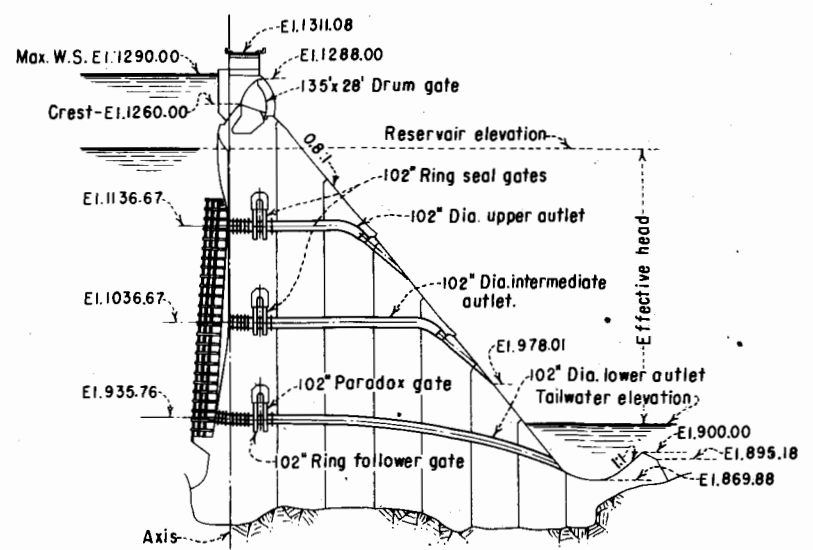 El.1311.08
Max. W.S. El.1290.00
El.1288.00
135'x 28' Drum gate
Crest-El.1260.00
Reservair elevation
0.8:1
102" Ring seal gates
El.1136.67
102" Dia. upper outlet
Effective head
102" Dia.intermediate
outlet.
El.1036.67
El.978.01
102" Dia. lower outlet
Tailwater elevation
El.935.76
102" Paradox gate
El.900.00
El.895.18
1:1
102" Ring follower gate
El.869.88
Axis